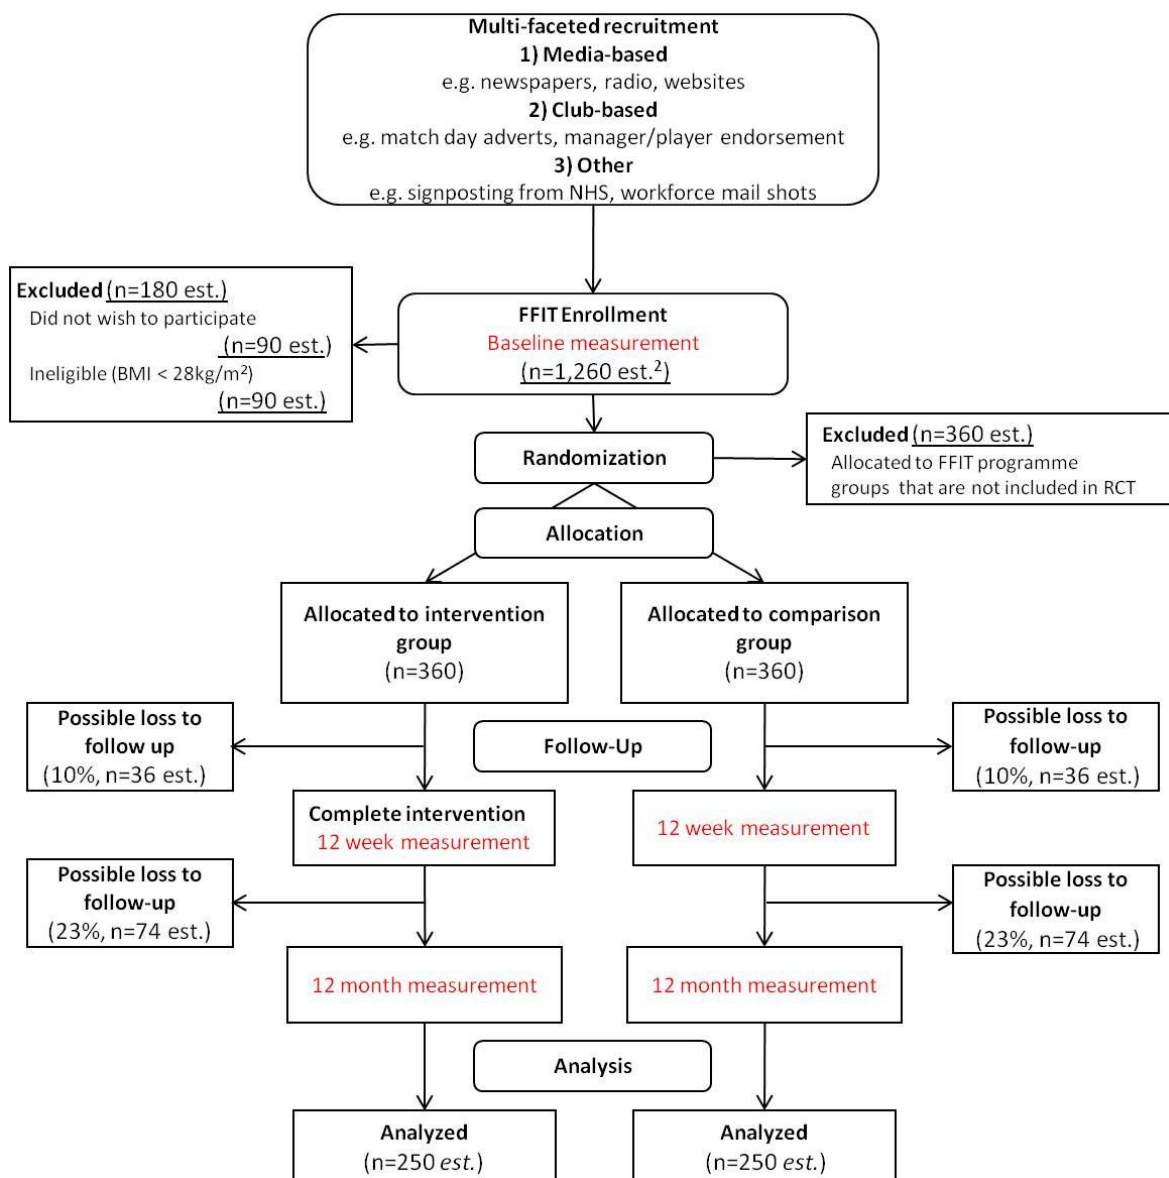 Multi-faceted recruitment
1) Media-based
e.g. newspapers, radio, websites
2) Club-based
e.g. match day adverts, manager/player endorsement
3) Other
e.g. signposting from NHS, workforce mail shots
Excluded (n=180 est.)
Did not wish to participate
(n=90 est.)
Ineligible (BMI < 28kg/m²)
(n=90 est.)
FFIT Enrollment
Baseline measurement
(n=1,260 est.²)
Randomization
Excluded (n=360 est.)
Allocated to FFIT programme
groups that are not included in RCT
Allocation
Allocated to intervention
group
(n=360)
Allocated to comparison
group
(n=360)
Possible loss to
follow up
(10%, n=36 est.)
Follow-Up
Possible loss to
follow-up
(10%, n=36 est.)
Complete intervention
12 week measurement
12 week measurement
Possible loss to
follow-up
(23%, n=74 est.)
Possible loss to
follow-up
(23%, n=74 est.)
12 month measurement
12 month measurement
Analysis
Analyzed
(n=250 est.)
Analyzed
(n=250 est.)